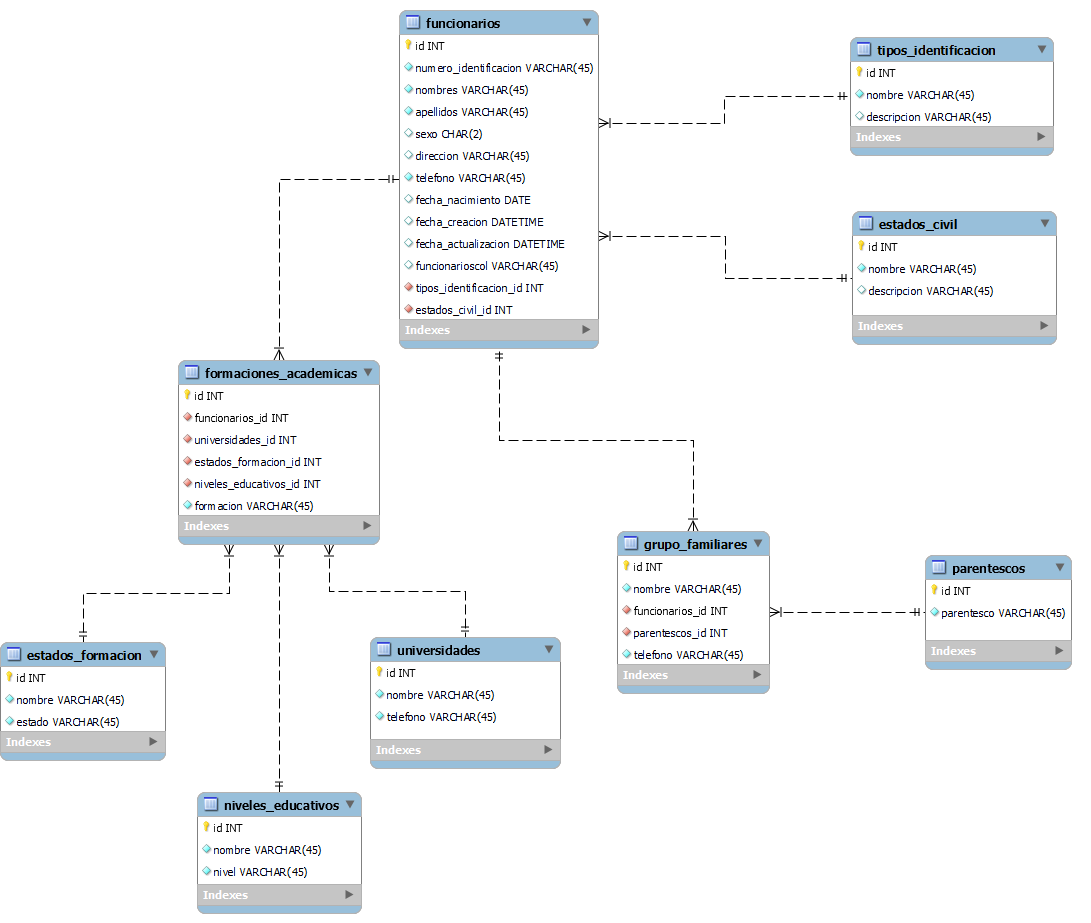 funcionarios
id INT
numero_identificacion VARCHAR(45)
nombres VARCHAR(45)
apellidos VARCHAR(45)
sexo CHAR(2)
direccion VARCHAR(45)
telefono VARCHAR(45)
fecha_nacimiento DATE
fecha_creacion DATETIME
fecha_actualizacion DATETIME
funcionarioscol VARCHAR(45)
tipos_identificacion_id INT
estados_civil_id INT
Indexes
tipos_identificacion
id INT
nombre VARCHAR(45)
descripcion VARCHAR(45)
Indexes
estados_civil
id INT
nombre VARCHAR(45)
descripcion VARCHAR(45)
Indexes
formaciones_academicas
id INT
funcionarios_id INT
universidades_id INT
estados_formacion_id INT
niveles_educativos_id INT
formacion VARCHAR(45)
Indexes
grupo_familiares
id INT
nombre VARCHAR(45)
funcionarios_id INT
parentescos_id INT
telefono VARCHAR(45)
Indexes
parentescos
id INT
parentesco VARCHAR(45)
Indexes
estados_formacion
id INT
nombre VARCHAR(45)
estado VARCHAR(45)
Indexes
universidades
id INT
nombre VARCHAR(45)
telefono VARCHAR(45)
Indexes
niveles_educativos
id INT
nombre VARCHAR(45)
nivel VARCHAR(45)
Indexes